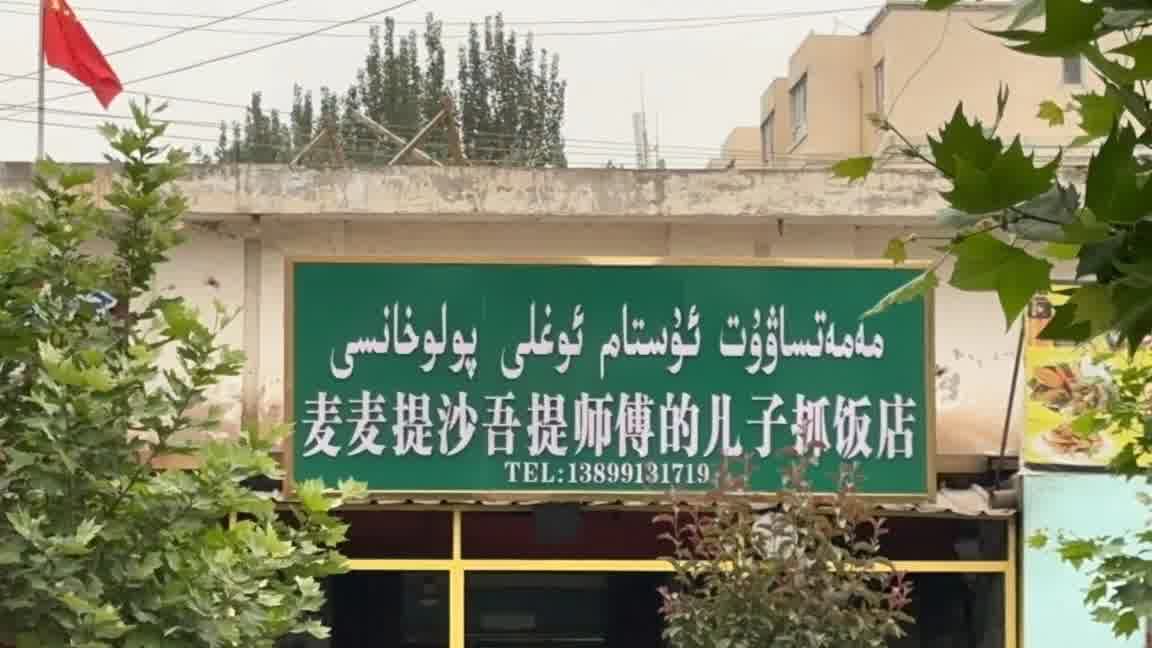 مەمەتساۋۇت ئۇستام ئوغلى پولوخانىسى
麦麦提沙吾提师傅的儿子抓饭店
TEL:13899131719